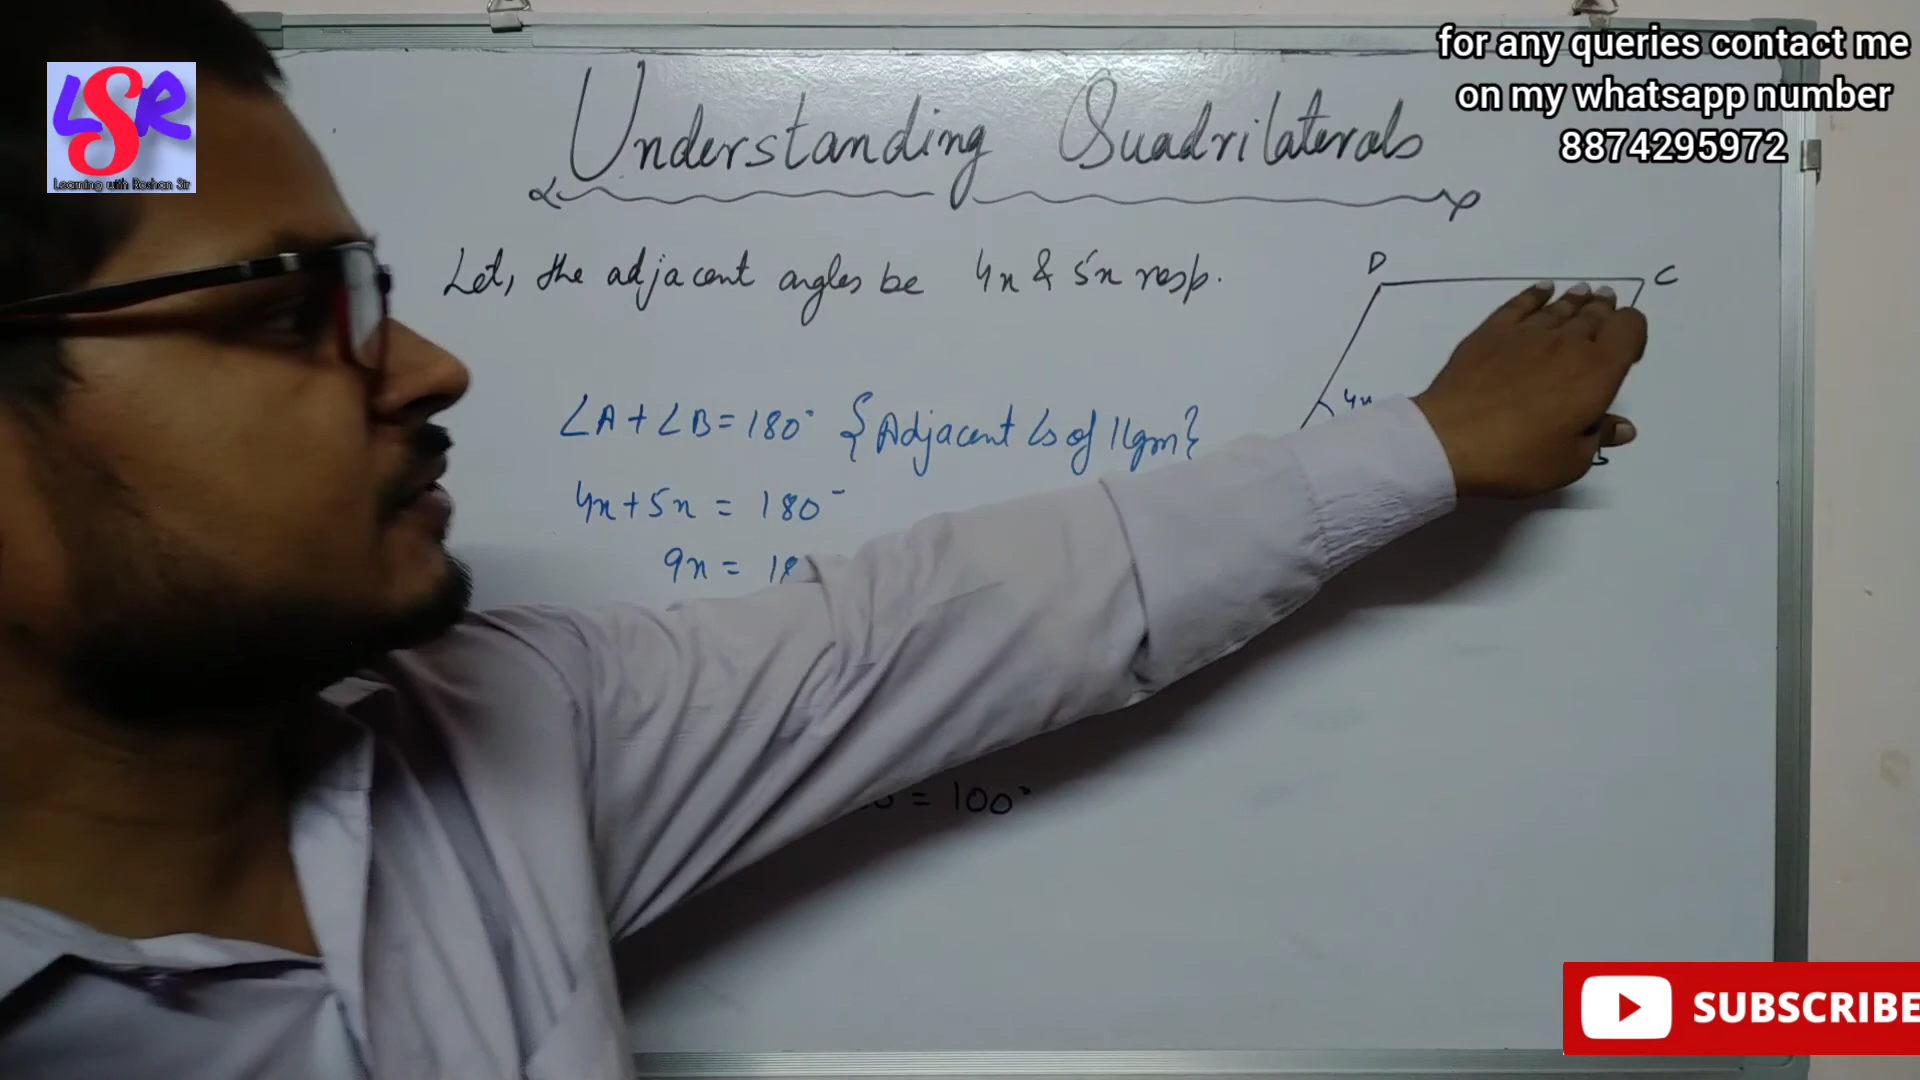 for any queries contact me
on my whatsapp number
8874295972
LSR
Learning with Roshan Sir
Understanding Quadrilaterals
Let, the adjacent angles be 4x & 5x resp.
D
C
4x
∠A + ∠B = 180° {Adjacent ∠s of ||gm}
4x + 5x = 180°
9x = 18
= 100°
SUBSCRIBE